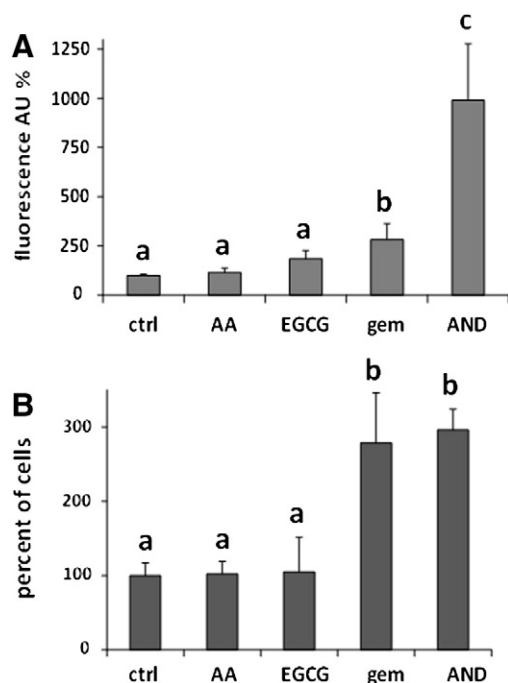 A
fluorescence AU %
1250
1000
750
500
250
0
a
a
a
b
c
ctrl
AA
EGCG
gem
AND
B
percent of cells
300
200
100
0
a
a
a
b
b
ctrl
AA
EGCG
gem
AND